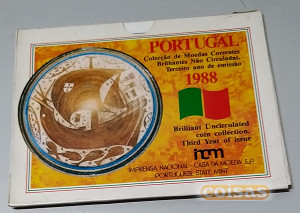 PORTUGAL
Colecção de Moedas Correntes
Brilhantes Não Circuladas.
Terceiro ano de emissão
1988
Brilliant Uncirculated
coin collection.
Third Year of issue
incm
IMPRENSA NACIONAL - CASA DA MOEDA E.P.
PORTUGUESE STATE MINT
coisas